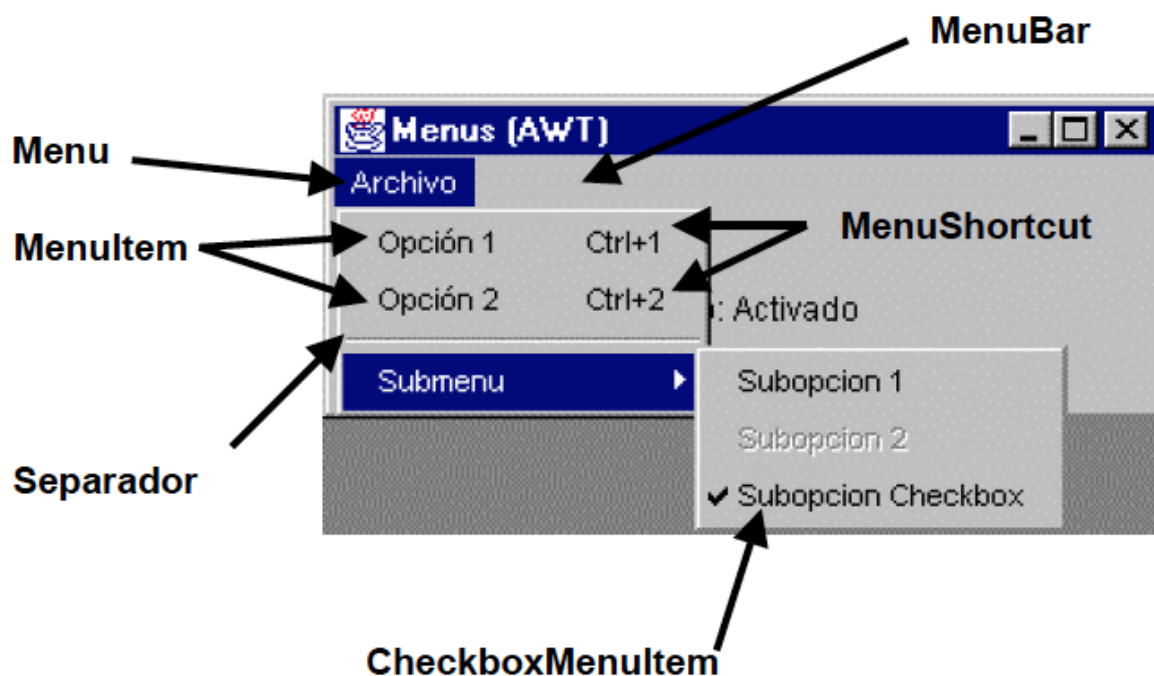 MenuBar
Menus (AWT)
Menu
Archivo
MenuItem
Opción 1 Ctrl+1
MenuShortcut
Opción 2 Ctrl+2
: Activado
Submenu
Subopcion 1
Subopcion 2
Separador
Subopcion Checkbox
CheckboxMenuItem